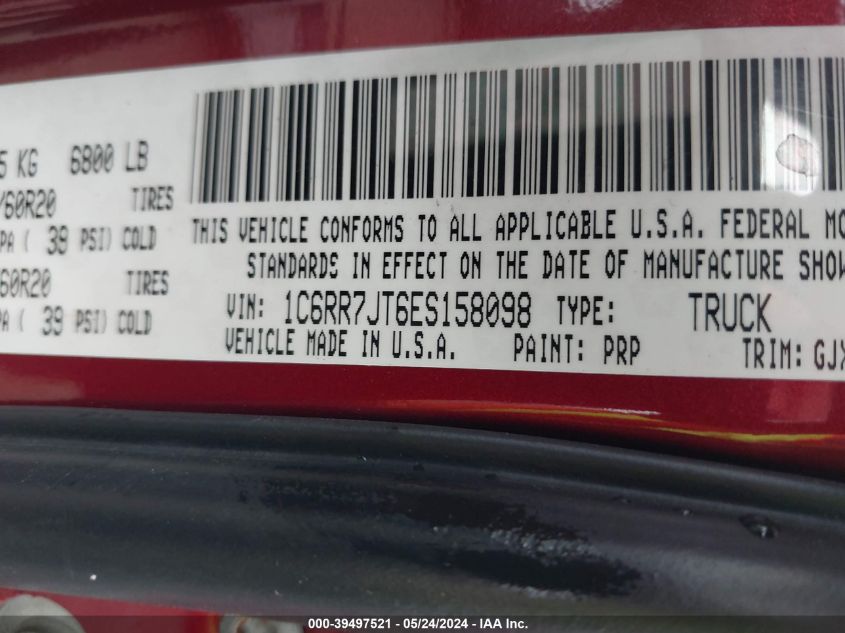 5 KG 6800 LB
/60R20 TIRES
PA ( 39 PSI) COLD
60R20 TIRES
PA ( 39 PSI) COLD
THIS VEHICLE CONFORMS TO ALL APPLICABLE U.S.A. FEDERAL MO
STANDARDS IN EFFECT ON THE DATE OF MANUFACTURE SHOW
VIN: 1C6RR7JT6ES158098 TYPE: TRUCK
VEHICLE MADE IN U.S.A. PAINT: PRP TRIM: GJX
000-39497521 - 05/24/2024 - IAA Inc.